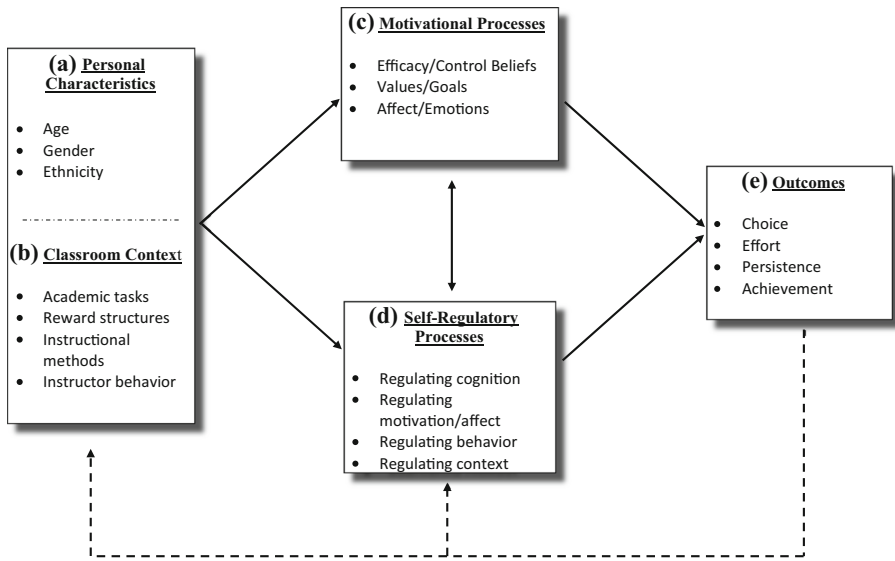 (a) Personal
Characteristics
• Age
• Gender
• Ethnicity
(b) Classroom Context
• Academic tasks
• Reward structures
• Instructional
methods
• Instructor behavior
(c) Motivational Processes
• Efficacy/Control Beliefs
• Values/Goals
• Affect/Emotions
(d) Self-Regulatory
Processes
• Regulating cognition
• Regulating
motivation/affect
• Regulating behavior
• Regulating context
(e) Outcomes
• Choice
• Effort
• Persistence
• Achievement